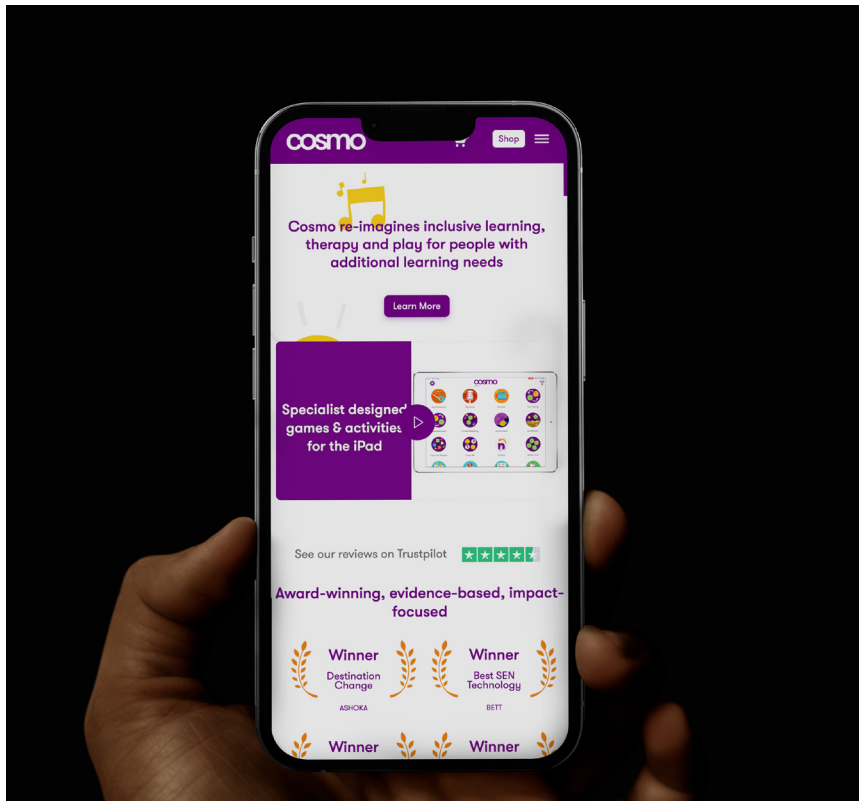 cosmo
Shop
Cosmo re-imagines inclusive learning,
therapy and play for people with
additional learning needs
Learn More
Specialist designed
games & activities
for the iPad
cosmo
See our reviews on Trustpilot
Award-winning, evidence-based, impact-
focused
Winner
Destination
Change
ASHOKA
Winner
Best SEN
Technology
BETT
Winner
Winner